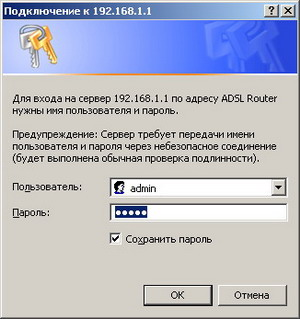 Подключение к 192.168.1.1
Для входа на сервер 192.168.1.1 по адресу ADSL Router
нужны имя пользователя и пароль.
Предупреждение: Сервер требует передачи имени
пользователя и пароля через небезопасное соединение
(будет выполнена обычная проверка подлинности).
Пользователь: admin
Пароль: •••••
Сохранить пароль
OK Отмена